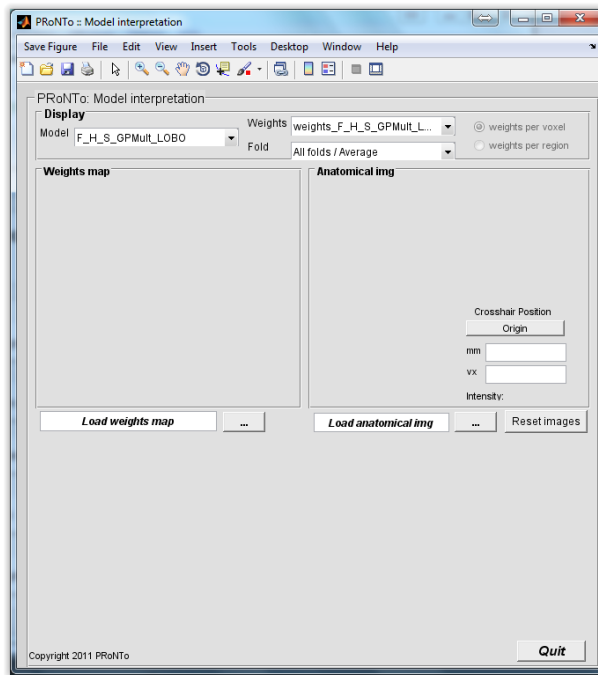 PRoNTo :: Model interpretation
Save Figure File Edit View Insert Tools Desktop Window Help
PRoNTo: Model interpretation
Display
Model F_H_S_GPMult_LOBO
Weights weights_F_H_S_GPMult_L...
Fold All folds / Average
weights per voxel
weights per region
Weights map
Anatomical img
Crosshair Position
Origin
mm
vx
Intensity:
Load weights map ...
Load anatomical img ... Reset images
Copyright 2011 PRoNTo
Quit